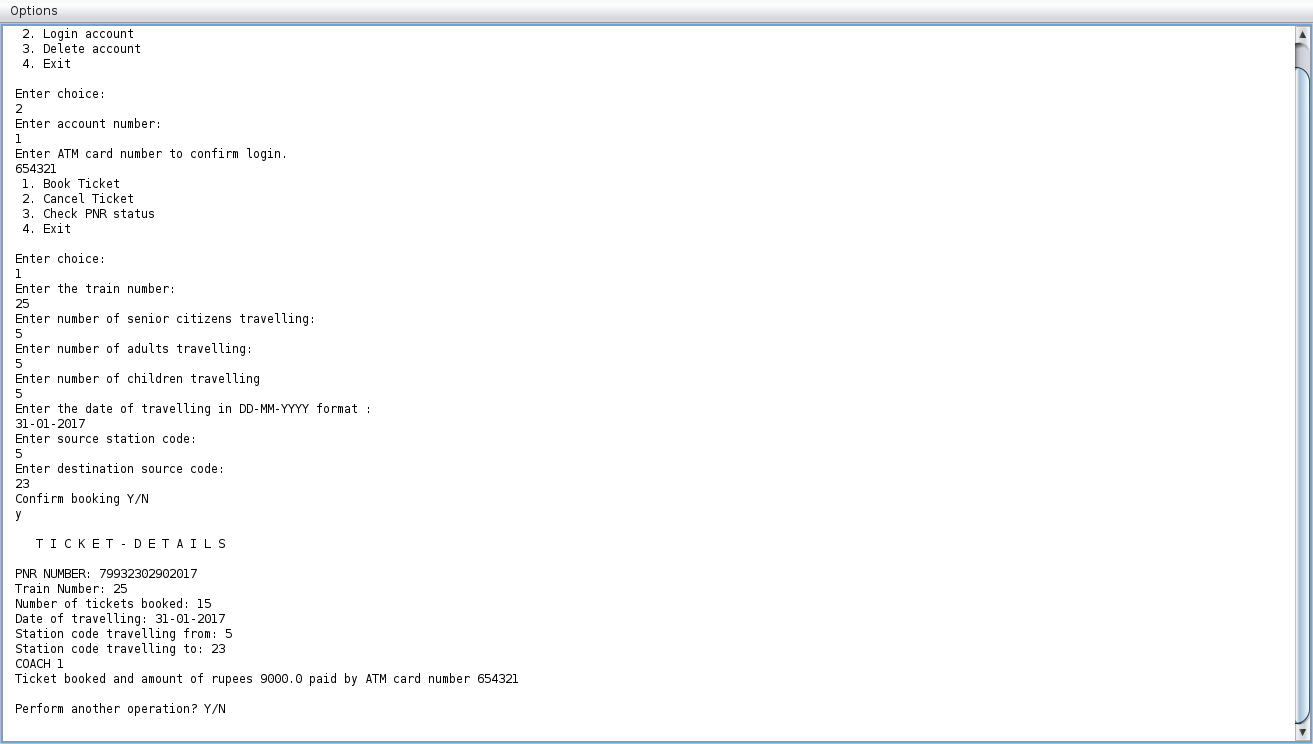 Options
2. Login account
3. Delete account
4. Exit
Enter choice:
2
Enter account number:
1
Enter ATM card number to confirm login.
654321
1. Book Ticket
2. Cancel Ticket
3. Check PNR status
4. Exit
Enter choice:
1
Enter the train number:
25
Enter number of senior citizens travelling:
5
Enter number of adults travelling:
5
Enter number of children travelling
5
Enter the date of travelling in DD-MM-YYYY format :
31-01-2017
Enter source station code:
5
Enter destination source code:
23
Confirm booking Y/N
y
T I C K E T - D E T A I L S
PNR NUMBER: 79932302902017
Train Number: 25
Number of tickets booked: 15
Date of travelling: 31-01-2017
Station code travelling from: 5
Station code travelling to: 23
COACH 1
Ticket booked and amount of rupees 9000.0 paid by ATM card number 654321
Perform another operation? Y/N